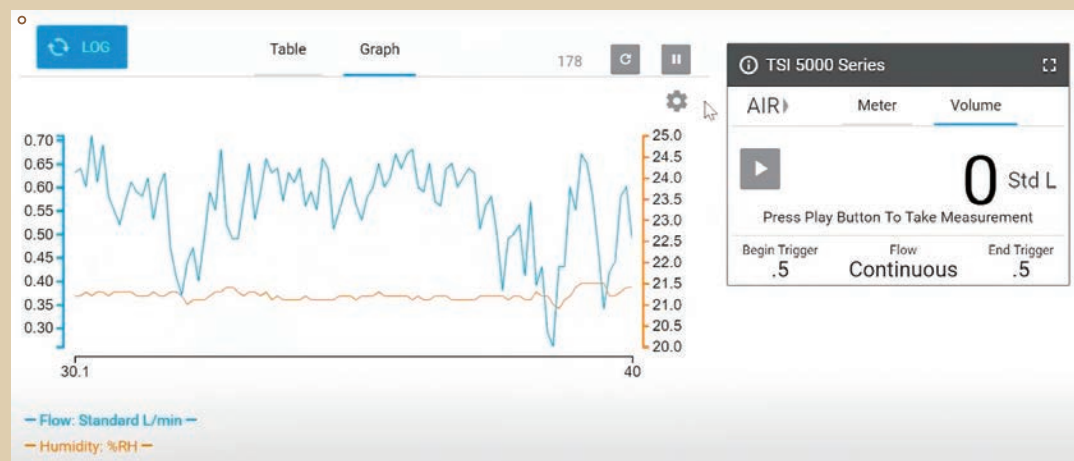 LOG
Table Graph
178
0.70
0.65
0.60
0.55
0.50
0.45
0.40
0.35
0.30
25.0
24.5
24.0
23.5
23.0
22.5
22.0
21.5
21.0
20.5
20.0
30.1 40
Flow: Standard L/min
Humidity: %RH
TSI 5000 Series
AIR Meter Volume
0 Std L
Press Play Button To Take Measurement
Begin Trigger Flow End Trigger
.5 Continuous .5